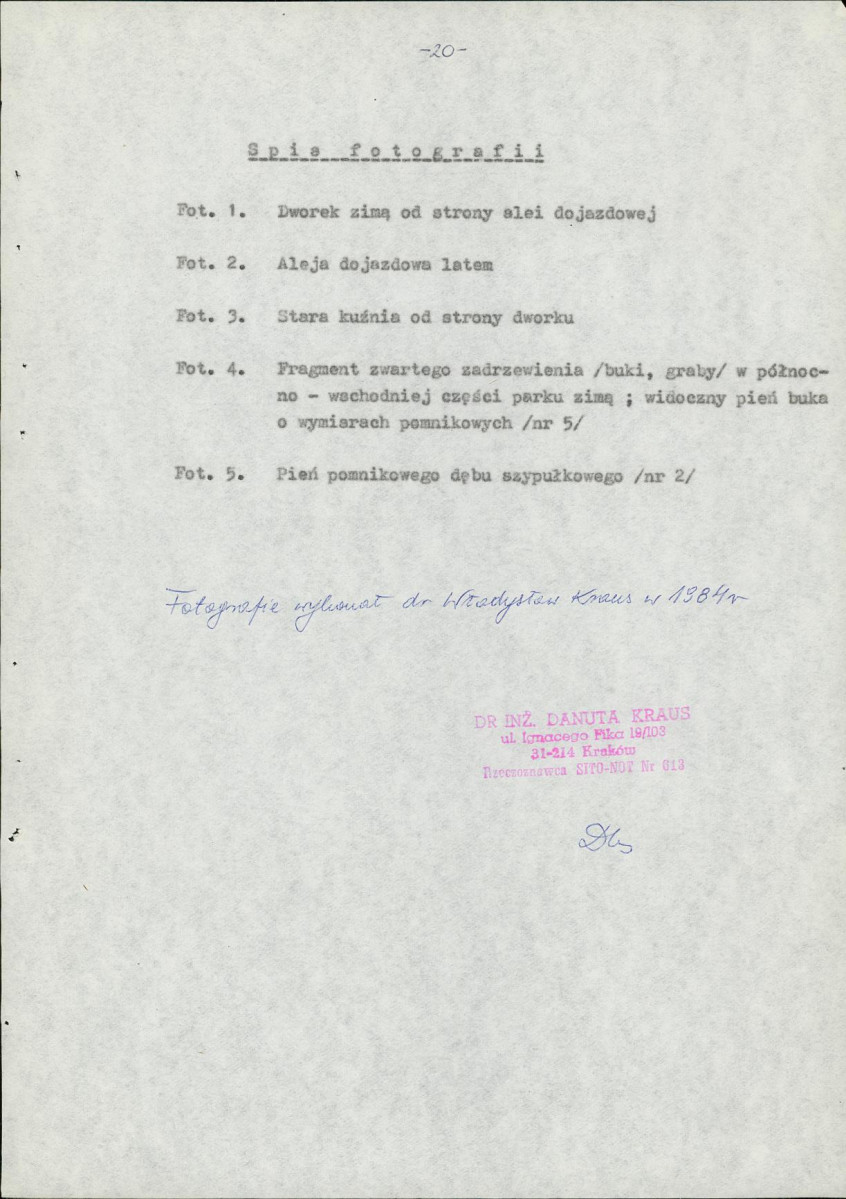 -20-
Spis fotografii
Fot. 1. Dworek zimą od strony alei dojazdowej
Fot. 2. Aleja dojazdowa latem
Fot. 3. Stara kuźnia od strony dworku
Fot. 4. Fragment zwartego zadrzewienia /buki, graby/ w północ-
no - wschodniej części parku zimą ; widoczny pień buka
o wymiarach pomnikowych /nr 5/
Fot. 5. Pień pomnikowego dębu szypułkowego /nr 2/
Fotografie wykonał dr Władysław Kraus w 1984r
DR INŻ. DANUTA KRAUS
ul. Ignacego Fika 19/103
31-214 Kraków
Rzeczoznawca SITO-NOT Nr 013